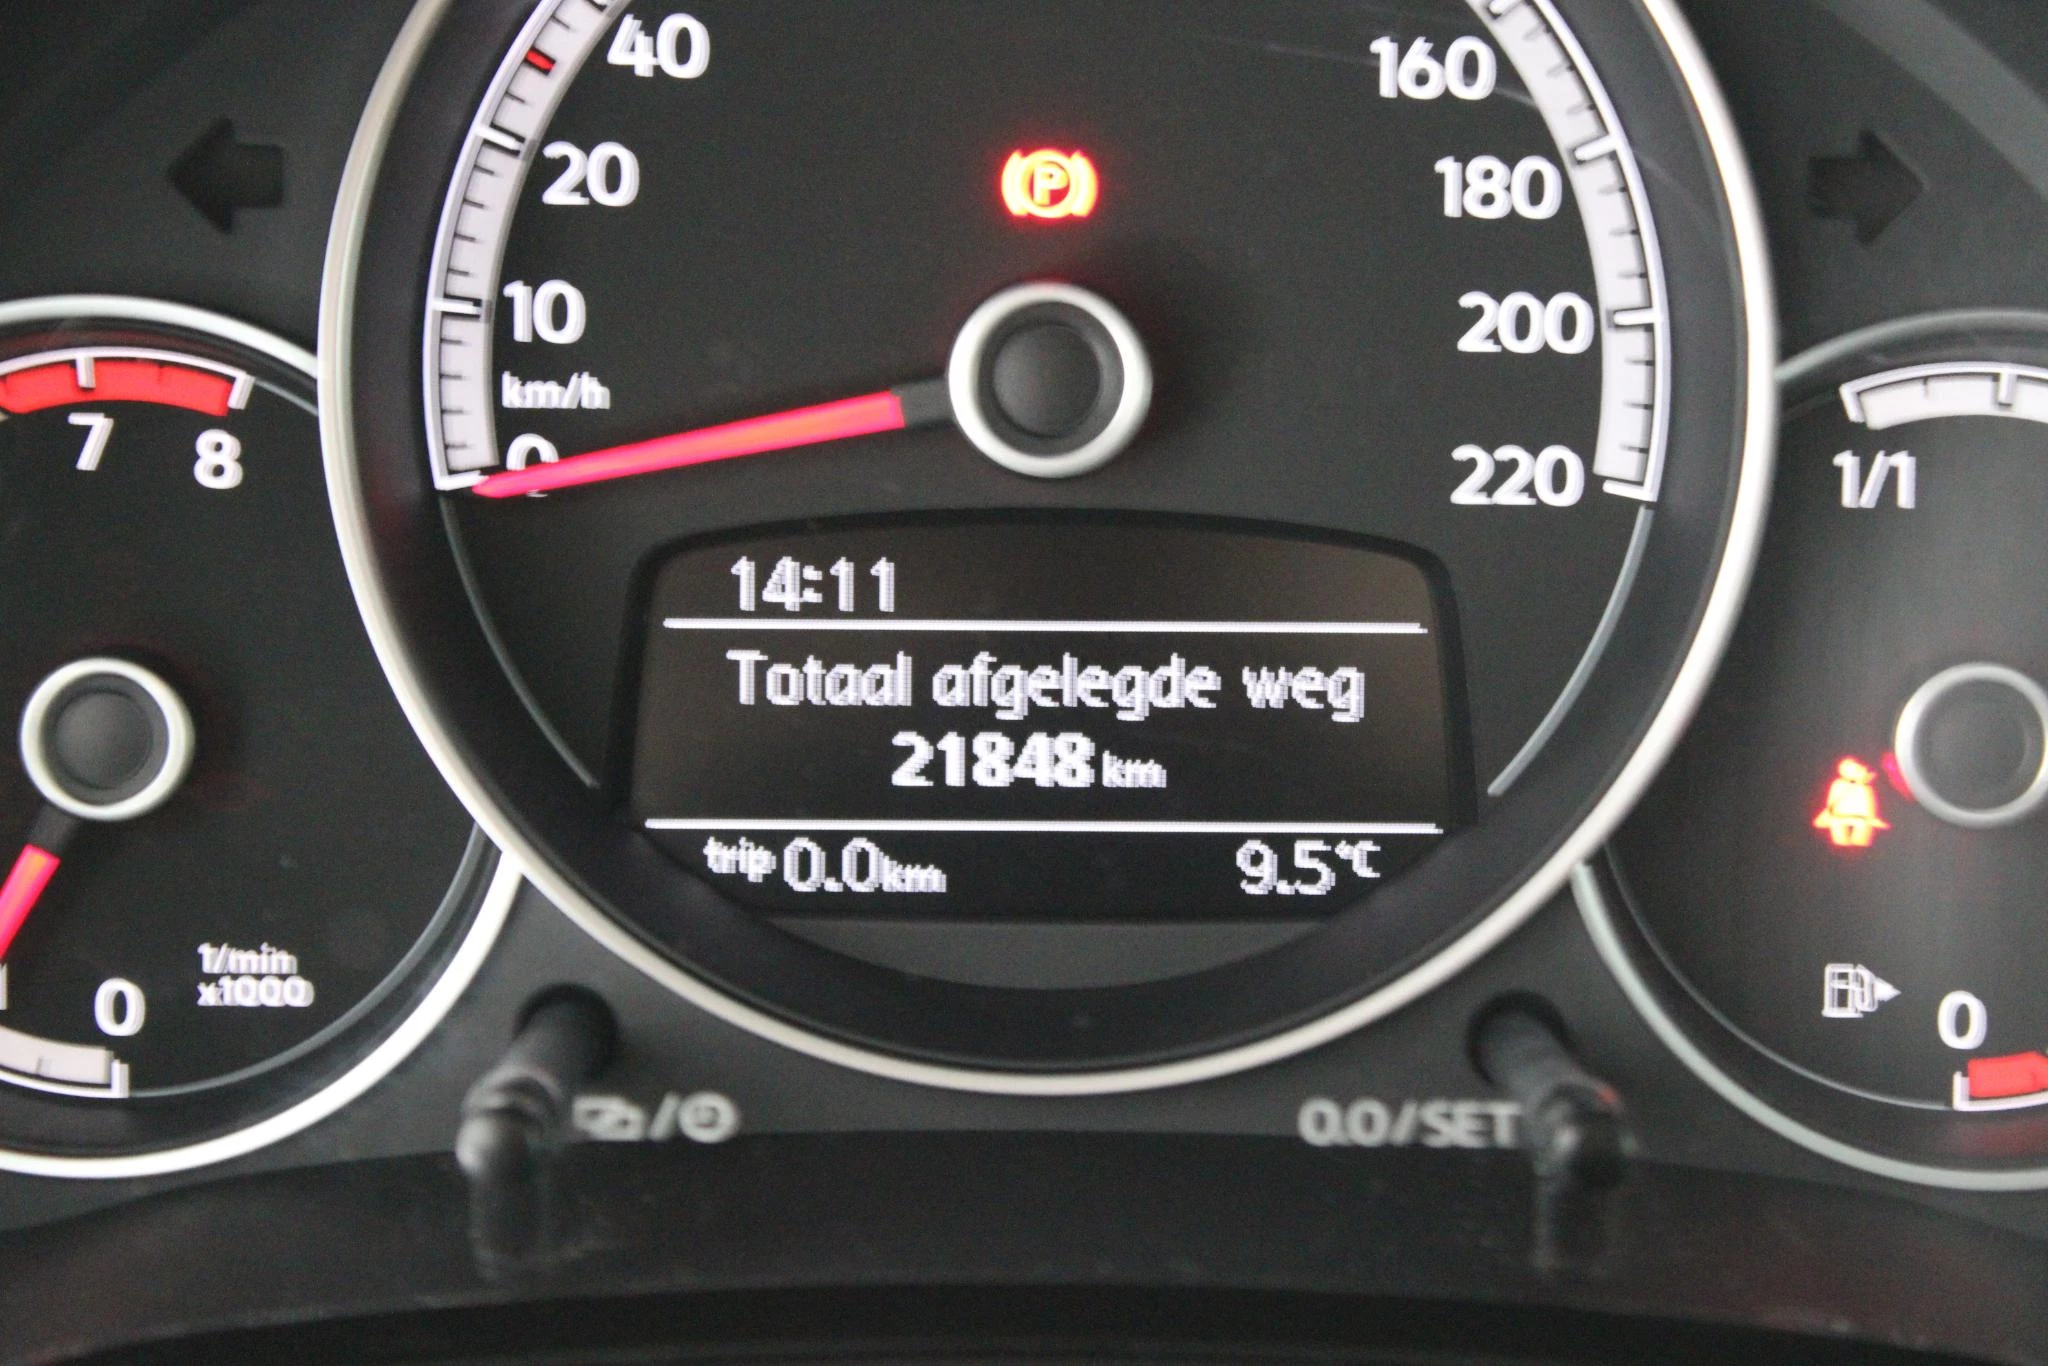 40
160
20
180
10
200
km/h
0
220
7
8
1/1
14:11
Totaal afgelegde weg
21848 km
trip 0.0 km
9.5 °C
1/min
x1000
1
0
0
0.0/SET
P